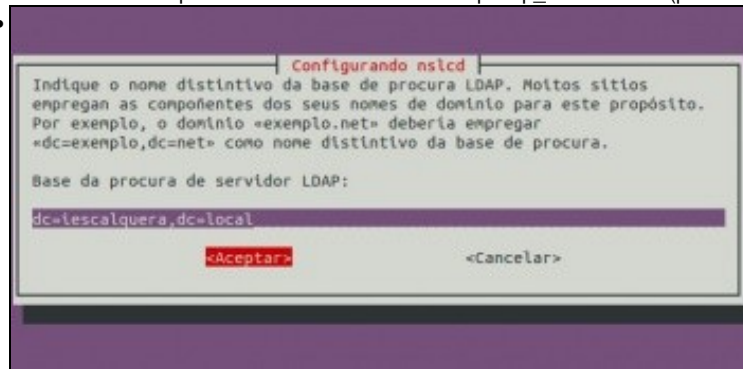 Configurando nslcd
Indique o nome distintivo da base de procura LDAP. Moitos sitios
empregan as compoñentes dos seus nomes de dominio para este propósito.
Por exemplo, o dominio «exemplo.net» debería empregar
«dc=exemplo,dc=net» como nome distintivo da base de procura.
Base da procura de servidor LDAP:
dc=iescalquera,dc=local
<Aceptar> <Cancelar>